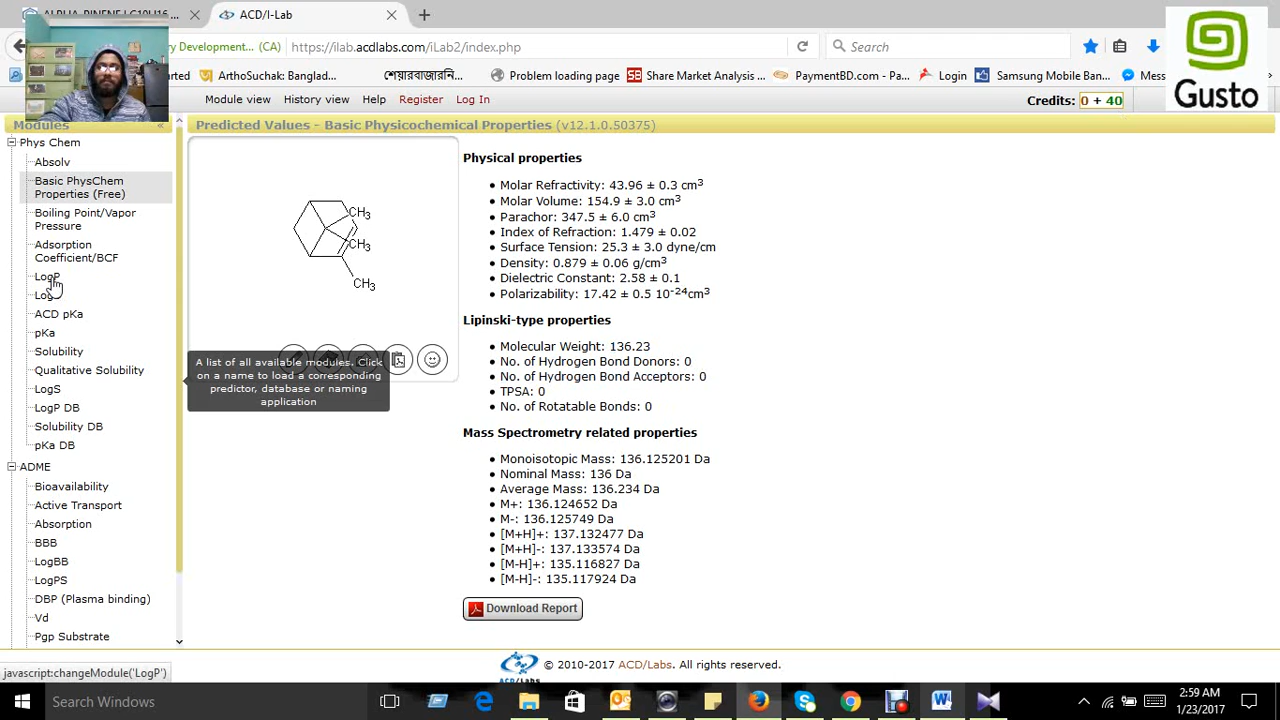 ALPHA-PINENE | C10H16
ACD/I-Lab
Development... (CA)
https://ilab.acdlabs.com/iLab2/index.php
Search
ArthoSuchak: Banglad...
শেয়ারবাজারনি...
Problem loading page
SB Share Market Analysis ...
PaymentBD.com - 74...
Login
Samsung Mobile Ban...
Gusto
Module view
History view
Help
Register
Log In
Credits: 0 + 40
Modules
«
Phys Chem
Absolv
Basic PhysChem
Properties (Free)
Boiling Point/Vapor
Pressure
Adsorption
Coefficient/BCF
LogP
ACD pKa
pKa
Solubility
Qualitative Solubility
LogS
LogP DB
Solubility DB
pKa DB
ADME
Bioavailability
Active Transport
Absorption
BBB
LogBB
LogPS
DBP (Plasma binding)
Vd
Pgp Substrate
javascript:changeModule('LogP')
Predicted Values - Basic Physicochemical Properties (v12.1.0.50375)
CH3
CH3
CH3
A list of all available modules. Click
on a name to load a corresponding
predictor, database or naming
application
Physical properties
Molar Refractivity: 43.96 ± 0.3 cm3
Molar Volume: 154.9 ± 3.0 cm3
Parachor: 347.5 ± 6.0 cm3
Index of Refraction: 1.479 ± 0.02
Surface Tension: 25.3 ± 3.0 dyne/cm
Density: 0.879 ± 0.06 g/cm3
Dielectric Constant: 2.58 ± 0.1
Polarizability: 17.42 ± 0.5 10-24cm3
Lipinski-type properties
Molecular Weight: 136.23
No. of Hydrogen Bond Donors: 0
No. of Hydrogen Bond Acceptors: 0
TPSA: 0
No. of Rotatable Bonds: 0
Mass Spectrometry related properties
Monoisotopic Mass: 136.125201 Da
Nominal Mass: 136 Da
Average Mass: 136.234 Da
M+: 136.124652 Da
M-: 136.125749 Da
[M+H]+: 137.132477 Da
[M+H]-: 137.133574 Da
[M-H]+: 135.116827 Da
[M-H]-: 135.117924 Da
Download Report
ACD/Labs
© 2010-2017 ACD/Labs. All rights reserved.
Search Windows
2:59 AM
1/23/2017